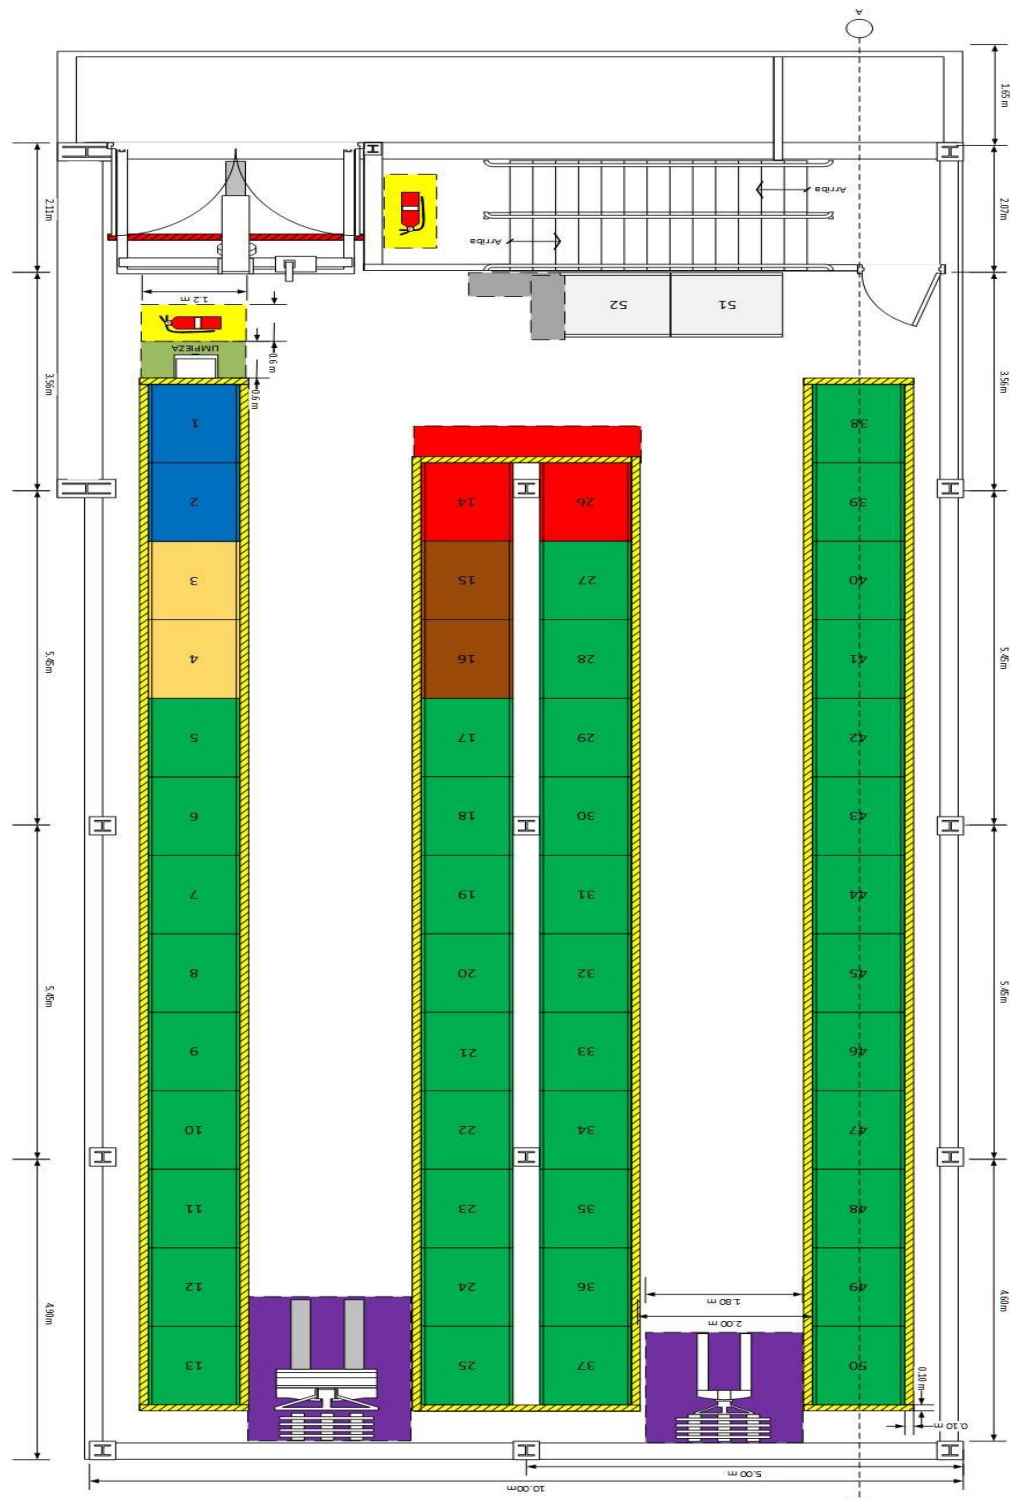 A
1.65 m
2.11m
2.07m
Arriba
Arriba
52
51
1.2 m
LIMPIEZA
0.6 m
0.6 m
3.56m
3.56m
1
2
3
4
5
6
7
8
9
10
11
12
13
14
15
16
17
18
19
20
21
22
23
24
25
26
27
28
29
30
31
32
33
34
35
36
37
38
39
40
41
42
43
44
45
46
47
48
49
50
5.45m
5.45m
5.45m
5.45m
4.90m
4.60m
1.80 m
2.00 m
0.10 m
0.10 m
5.00 m
10.00m